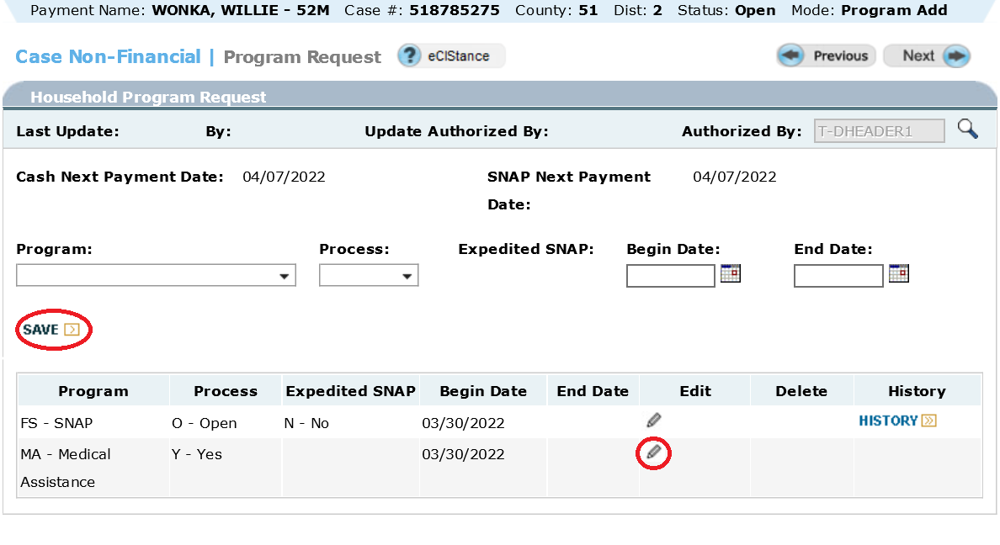 Payment Name: WONKA, WILLIE - 52M Case #: 518785275 County: 51 Dist: 2 Status: Open Mode: Program Add
Case Non-Financial | Program Request ? eCIStance Previous Next
Household Program Request
Last Update: By: Update Authorized By: Authorized By: T-DHEADER1
Cash Next Payment Date: 04/07/2022 SNAP Next Payment 04/07/2022
Date:
Program: Process: Expedited SNAP: Begin Date: End Date:
SAVE
Program Process Expedited SNAP Begin Date End Date Edit Delete History
FS - SNAP O - Open N - No 03/30/2022 HISTORY
MA - Medical Y - Yes 03/30/2022
Assistance